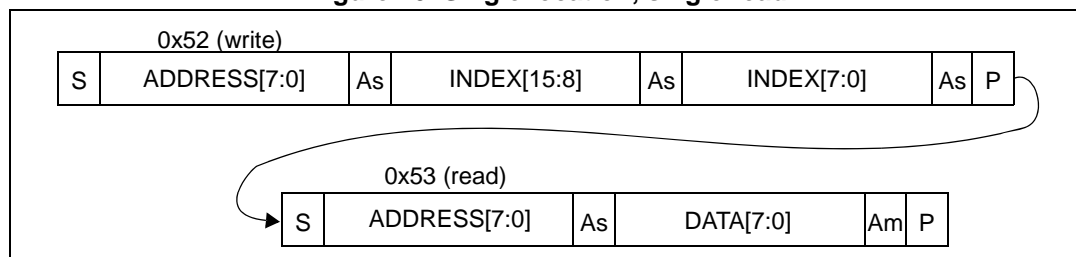 0x52 (write)
S ADDRESS[7:0] As INDEX[15:8] As INDEX[7:0] As P
0x53 (read)
S ADDRESS[7:0] As DATA[7:0] Am P